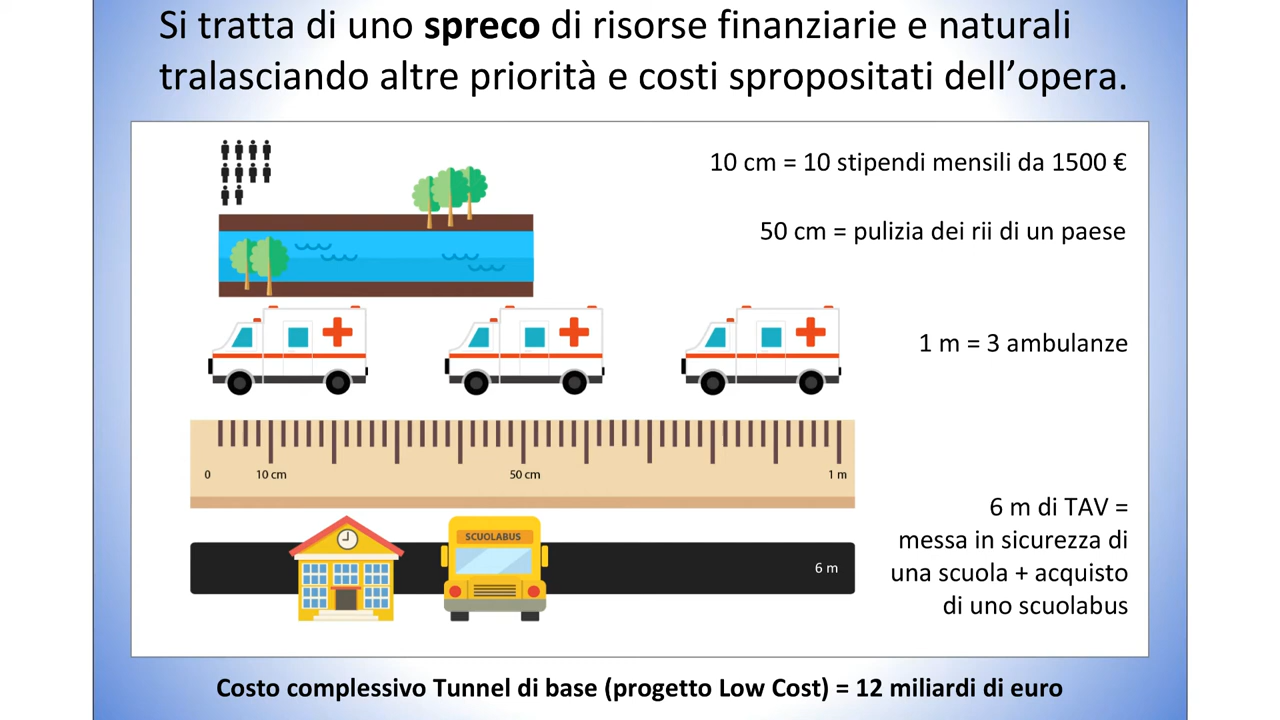 Si tratta di uno spreco di risorse finanziarie e naturali
tralasciando altre priorità e costi spropositati dell’opera.
10 cm = 10 stipendi mensili da 1500 €
50 cm = pulizia dei rii di un paese
1 m = 3 ambulanze
0 10 cm 50 cm 1 m
SCUOLABUS
6 m
6 m di TAV =
messa in sicurezza di
una scuola + acquisto
di uno scuolabus
Costo complessivo Tunnel di base (progetto Low Cost) = 12 miliardi di euro